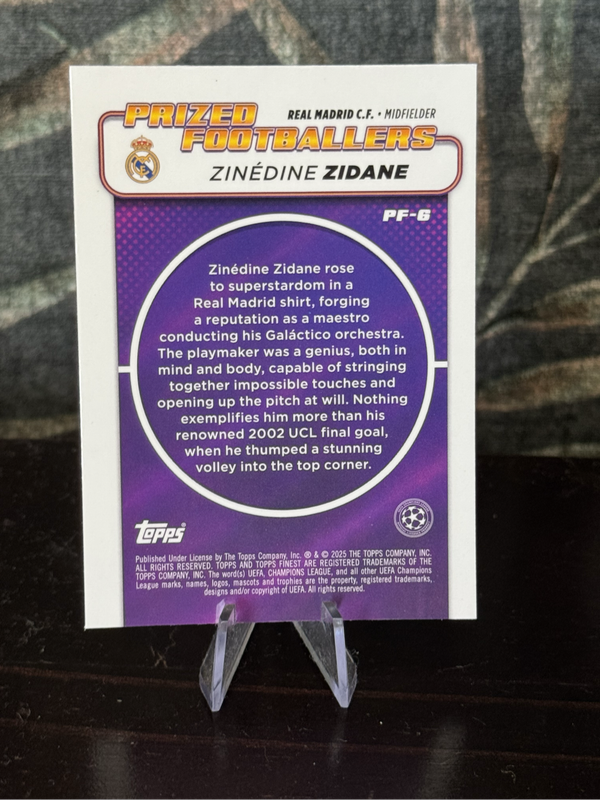 PRIZED
REAL MADRID C.F. • MIDFIELDER
FOOTBALLERS
ZINÉDINE ZIDANE
PF-6
Zinédine Zidane rose
to superstardom in a
Real Madrid shirt, forging
a reputation as a maestro
conducting his Galáctico orchestra.
The playmaker was a genius, both in
mind and body, capable of stringing
together impossible touches and
opening up the pitch at will. Nothing
exemplifies him more than his
renowned 2002 UCL final goal,
when he thumped a stunning
volley into the top corner.
Topps
Published Under License by The Topps Company, Inc. ® & © 2025 THE TOPPS COMPANY, INC.
ALL RIGHTS RESERVED. TOPPS AND TOPPS FINEST ARE REGISTERED TRADEMARKS OF THE
TOPPS COMPANY, INC. The word(s) UEFA, CHAMPIONS LEAGUE, and all other UEFA Champions
League marks, names, logos, mascots and trophies are the property, registered trademarks,
designs and/or copyright of UEFA. All rights reserved.